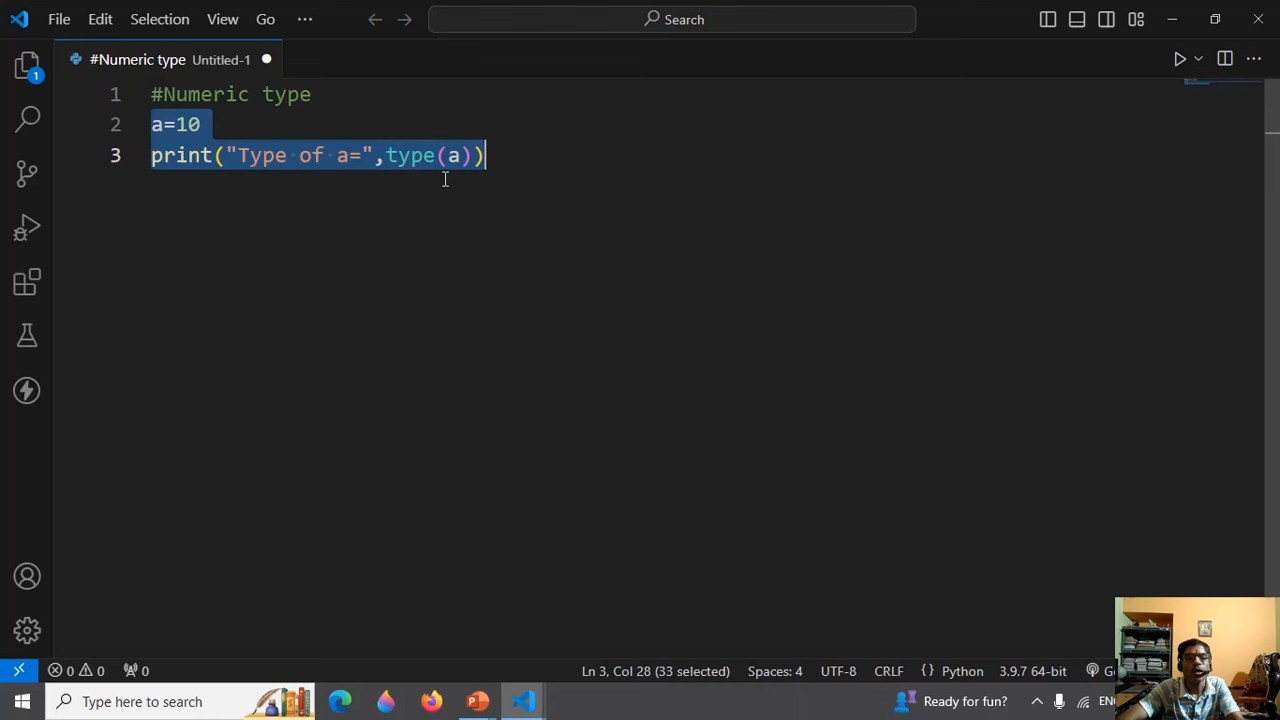 File Edit Selection View Go ... Search
#Numeric type Untitled-1
1
1 #Numeric type
2 a=10
3 print("Type of a=",type(a))
0 0 0 Ln 3, Col 28 (33 selected) Spaces: 4 UTF-8 CRLF {} Python 3.9.7 64-bit
Type here to search Ready for fun?